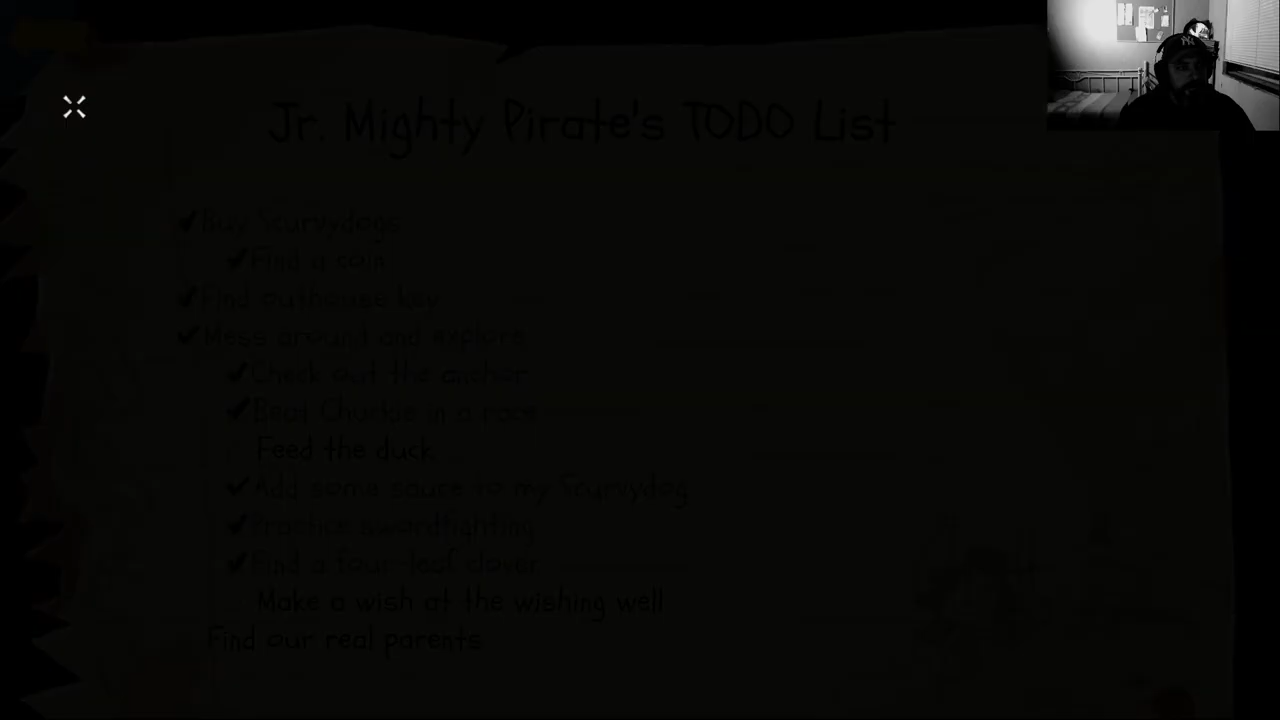 Jr. Mighty Pirate's TODO List
✔Buy Scurvydogs
✔Find a coin
✔Find outhouse key
✔Mess around and explore
✔Check out the anchor
✔Beat Chuckie in a race
Feed the duck
✔Add some sauce to my Scurvydog
✔Practice swordfighting
✔Find a four-leaf clover
Make a wish at the wishing well
Find our real parents
NY